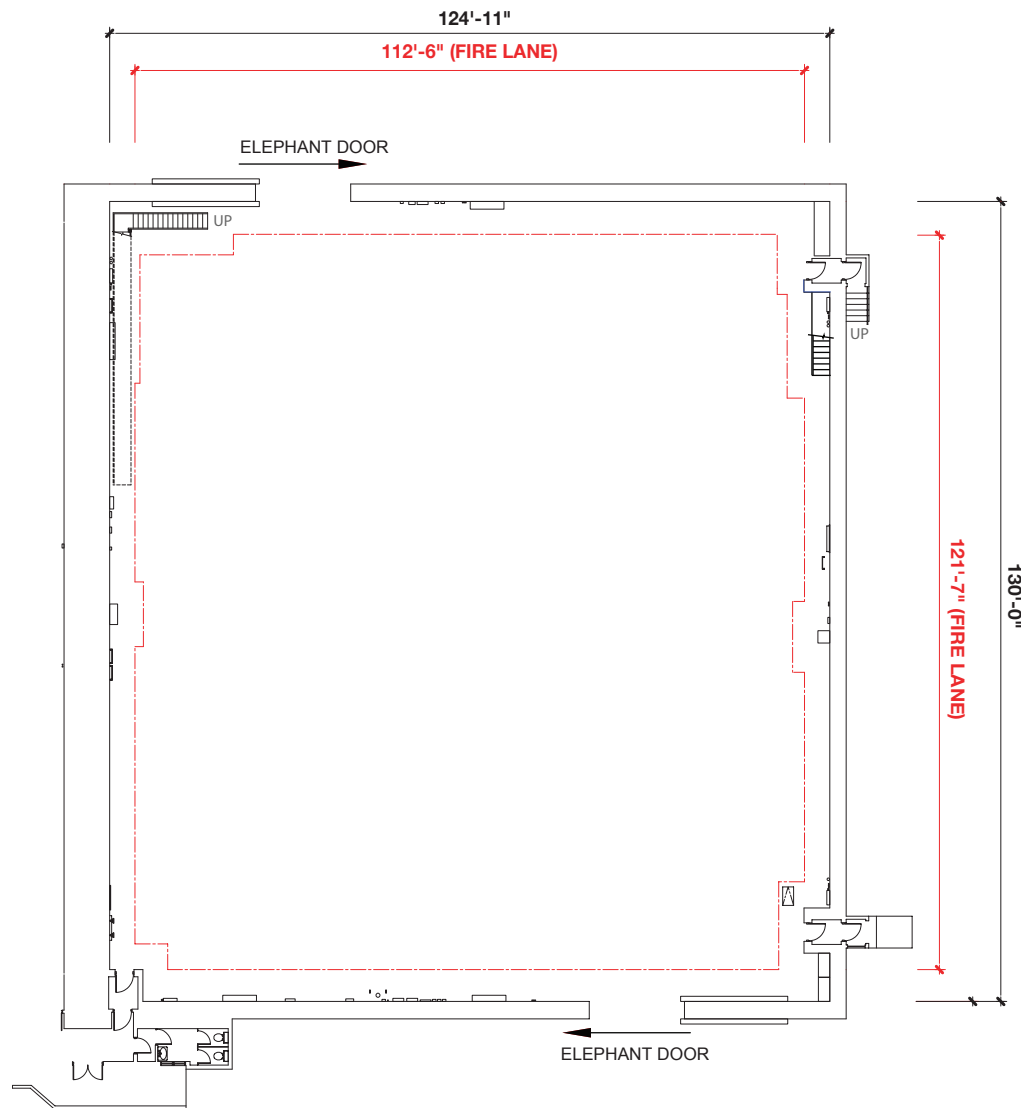 124'-11"
112'-6" (FIRE LANE)
ELEPHANT DOOR
UP
UP
121'-7" (FIRE LANE)
130'-0"
ELEPHANT DOOR